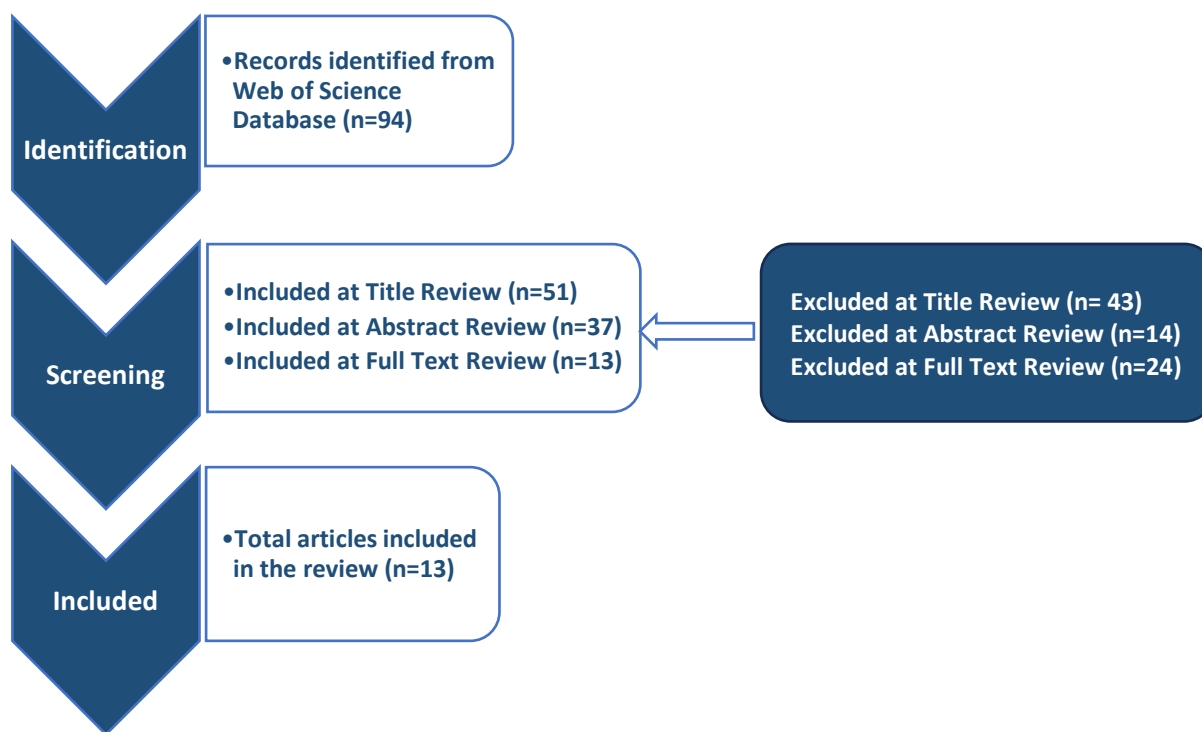 Identification
•Records identified from
Web of Science
Database (n=94)
Screening
•Included at Title Review (n=51)
•Included at Abstract Review (n=37)
•Included at Full Text Review (n=13)
Excluded at Title Review (n= 43)
Excluded at Abstract Review (n=14)
Excluded at Full Text Review (n=24)
Included
•Total articles included
in the review (n=13)